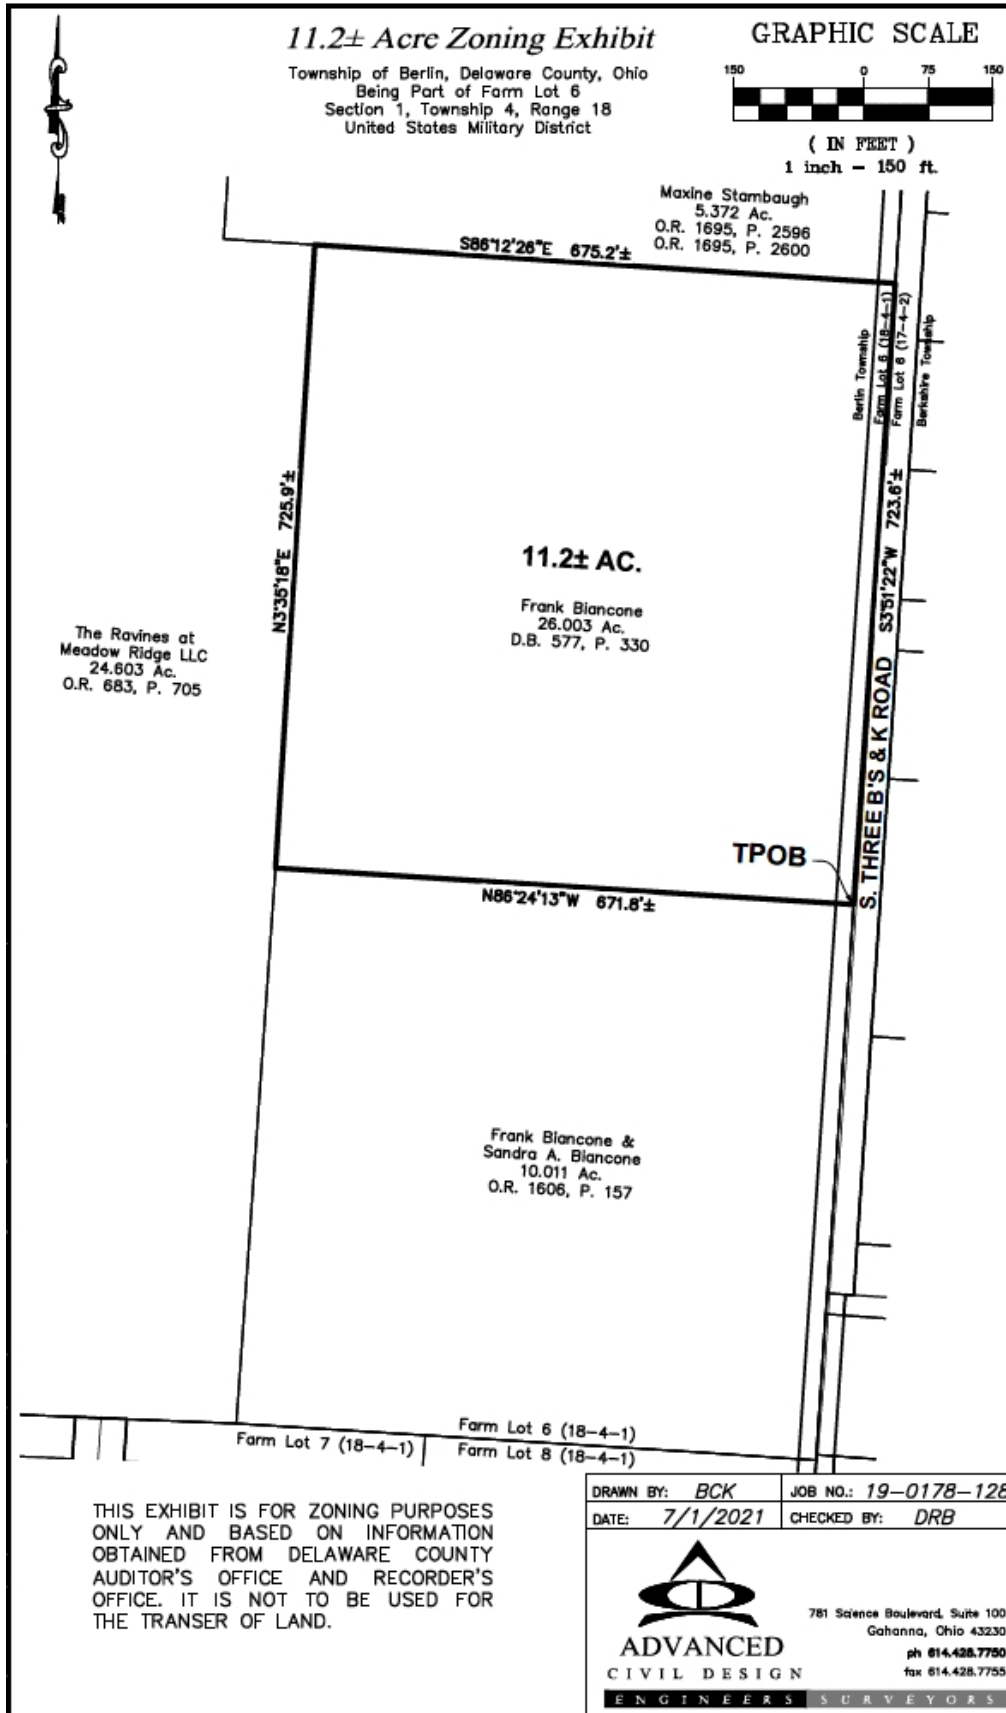 11.2± Acre Zoning Exhibit
Township of Berlin, Delaware County, Ohio
Being Part of Farm Lot 6
Section 1, Township 4, Range 18
United States Military District
GRAPHIC SCALE
150 0 75 150
( IN FEET )
1 inch = 150 ft.
Maxine Stambaugh
5.372 Ac.
O.R. 1695, P. 2596
O.R. 1695, P. 2600
S86°12'26"E 675.2'±
Berlin Township
Farm Lot 6 (18-4-1)
Farm Lot 6 (17-4-2)
Berkshire Township
N3°35'18"E 725.9'±
S3°51'22"W 723.6'±
S. THREE B'S & K ROAD
11.2± AC.
Frank Biancone
26.003 Ac.
D.B. 577, P. 330
The Ravines at
Meadow Ridge LLC
24.603 Ac.
O.R. 683, P. 705
TPOB
N86°24'13"W 671.8'±
Frank Biancone &
Sandra A. Biancone
10.011 Ac.
O.R. 1606, P. 157
Farm Lot 6 (18-4-1)
Farm Lot 7 (18-4-1)
Farm Lot 8 (18-4-1)
THIS EXHIBIT IS FOR ZONING PURPOSES
ONLY AND BASED ON INFORMATION
OBTAINED FROM DELAWARE COUNTY
AUDITOR'S OFFICE AND RECORDER'S
OFFICE. IT IS NOT TO BE USED FOR
THE TRANSER OF LAND.
DRAWN BY: BCK JOB NO.: 19-0178-128
DATE: 7/1/2021 CHECKED BY: DRB
781 Science Boulevard, Suite 100
Gahanna, Ohio 43230
ph 614.428.7750
fax 614.428.7755
ADVANCED
CIVIL DESIGN
ENGINEERS SURVEYORS